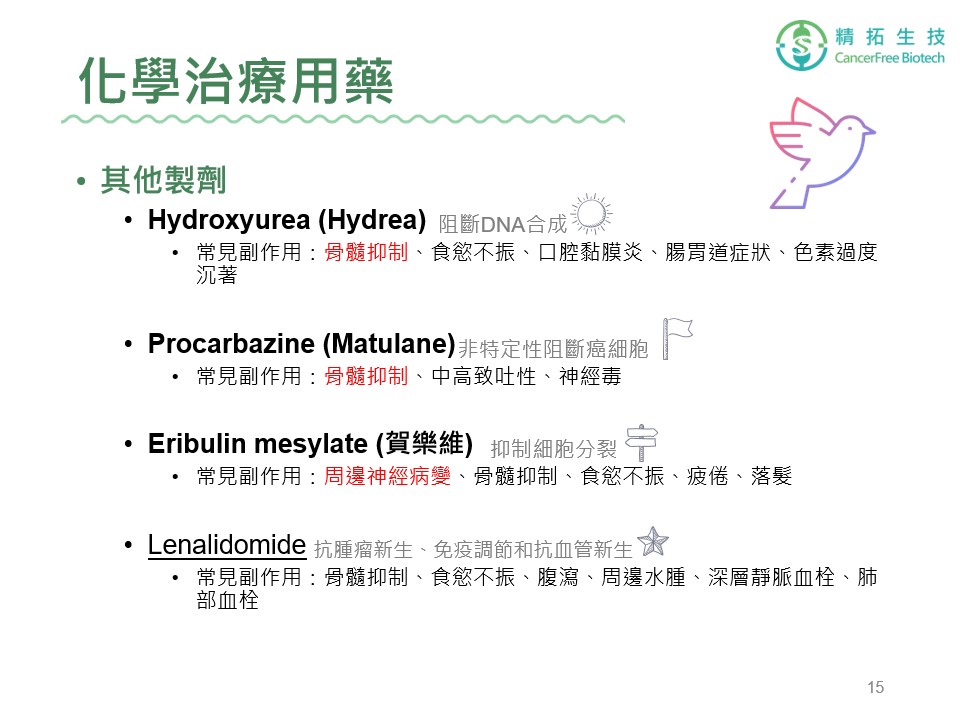 精拓生技
CancerFree Biotech
化學治療用藥
• 其他製劑
• Hydroxyurea (Hydrea) 阻斷DNA合成
• 常見副作用：骨髓抑制、食慾不振、口腔黏膜炎、腸胃道症狀、色素過度
沉著
• Procarbazine (Matulane) 非特定性阻斷癌細胞
• 常見副作用：骨髓抑制、中高致吐性、神經毒
• Eribulin mesylate (賀樂維) 抑制細胞分裂
• 常見副作用：周邊神經病變、骨髓抑制、食慾不振、疲倦、落髮
• Lenalidomide 抗腫瘤新生、免疫調節和抗血管新生
• 常見副作用：骨髓抑制、食慾不振、腹瀉、周邊水腫、深層靜脈血栓、肺
部血栓
15